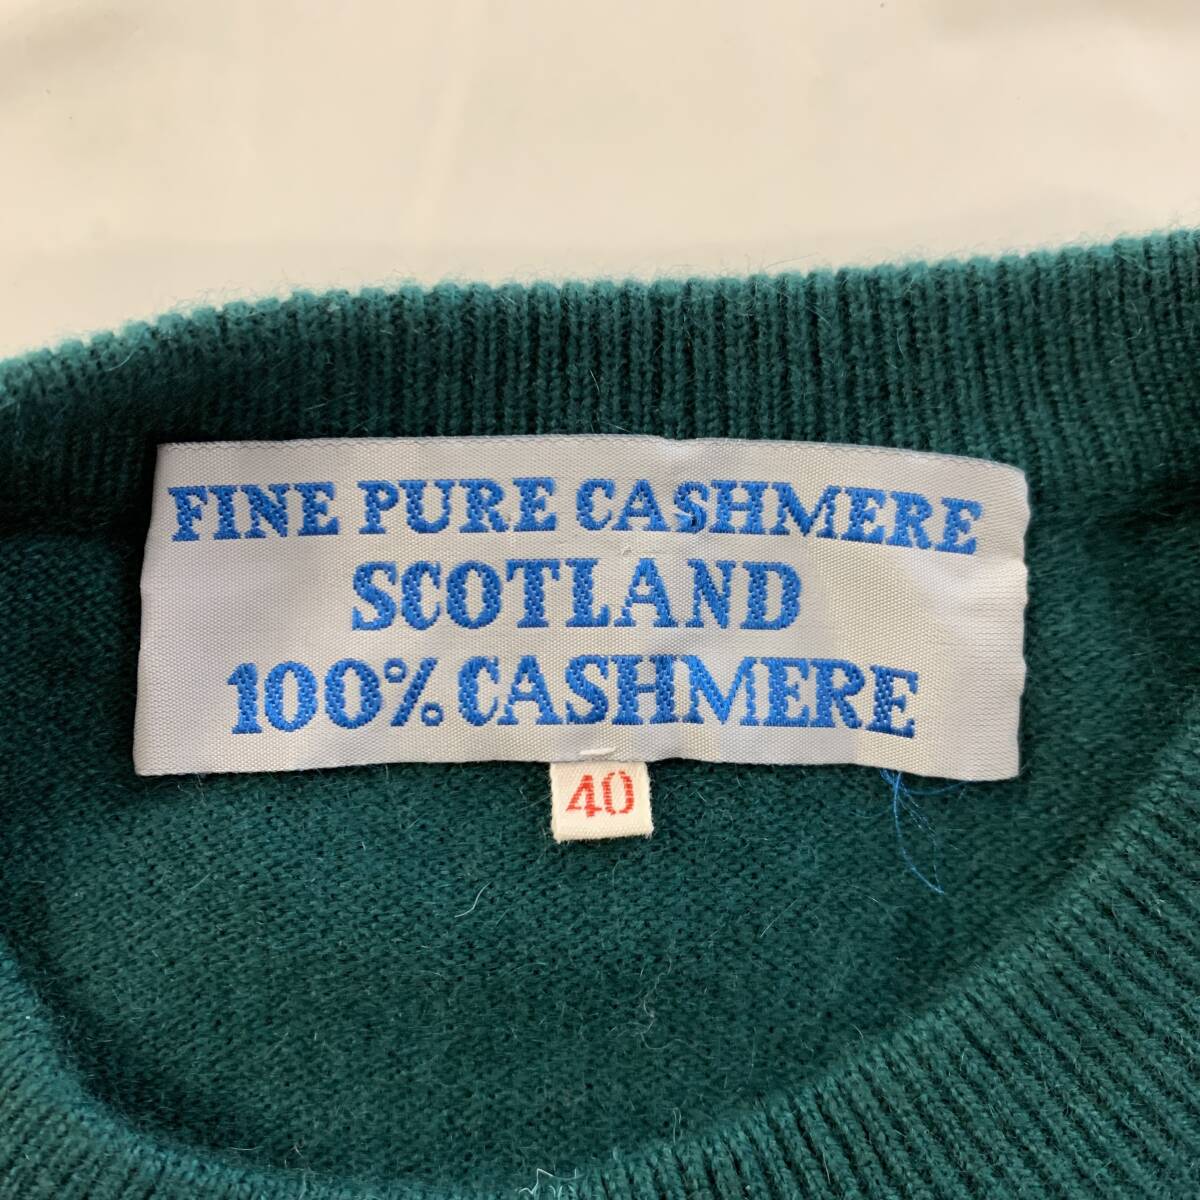 FINE PURE CASHMERE
SCOTLAND
100% CASHMERE
40